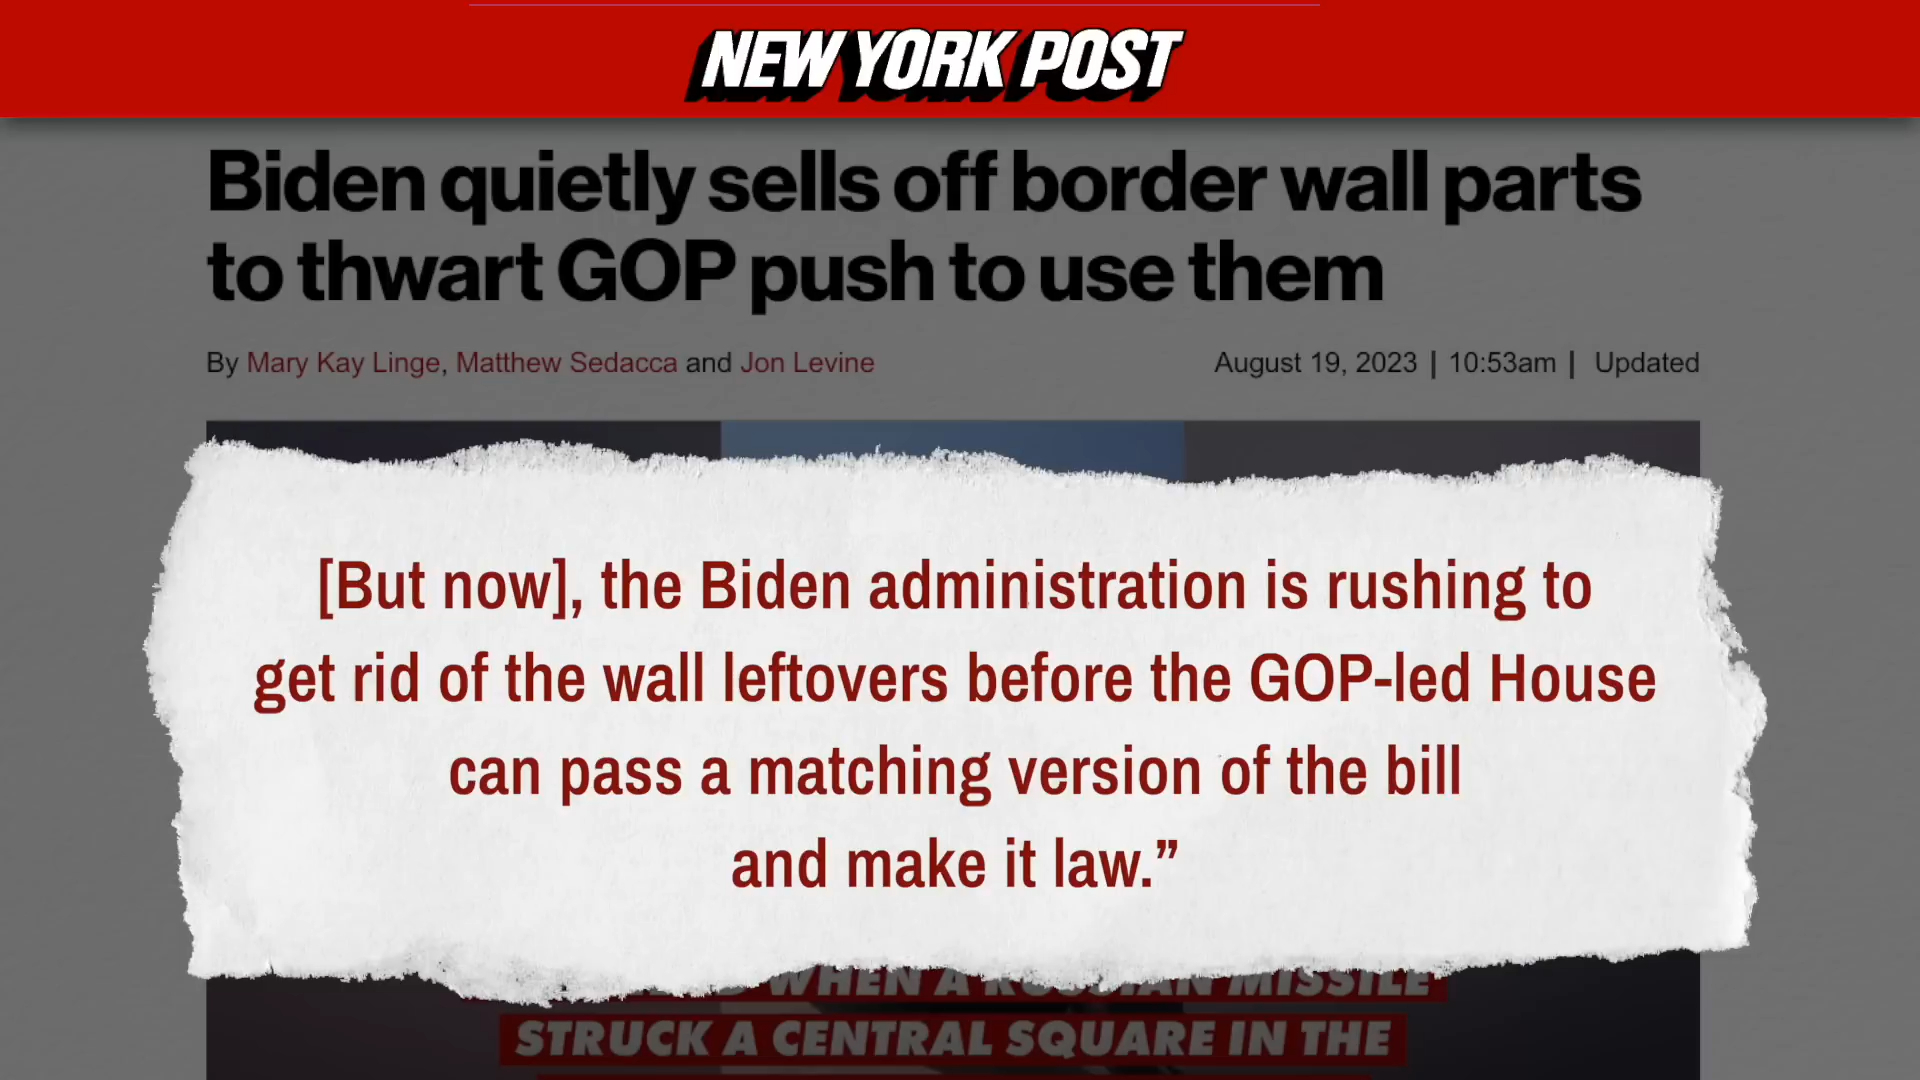 NEW YORK POST
Biden quietly sells off border wall parts
to thwart GOP push to use them
By Mary Kay Linge, Matthew Sedacca and Jon Levine
August 19, 2023 | 10:53am | Updated
[But now], the Biden administration is rushing to
get rid of the wall leftovers before the GOP-led House
can pass a matching version of the bill
and make it law.”
WHEN A RUSSIAN MISSILE
STRUCK A CENTRAL SQUARE IN THE